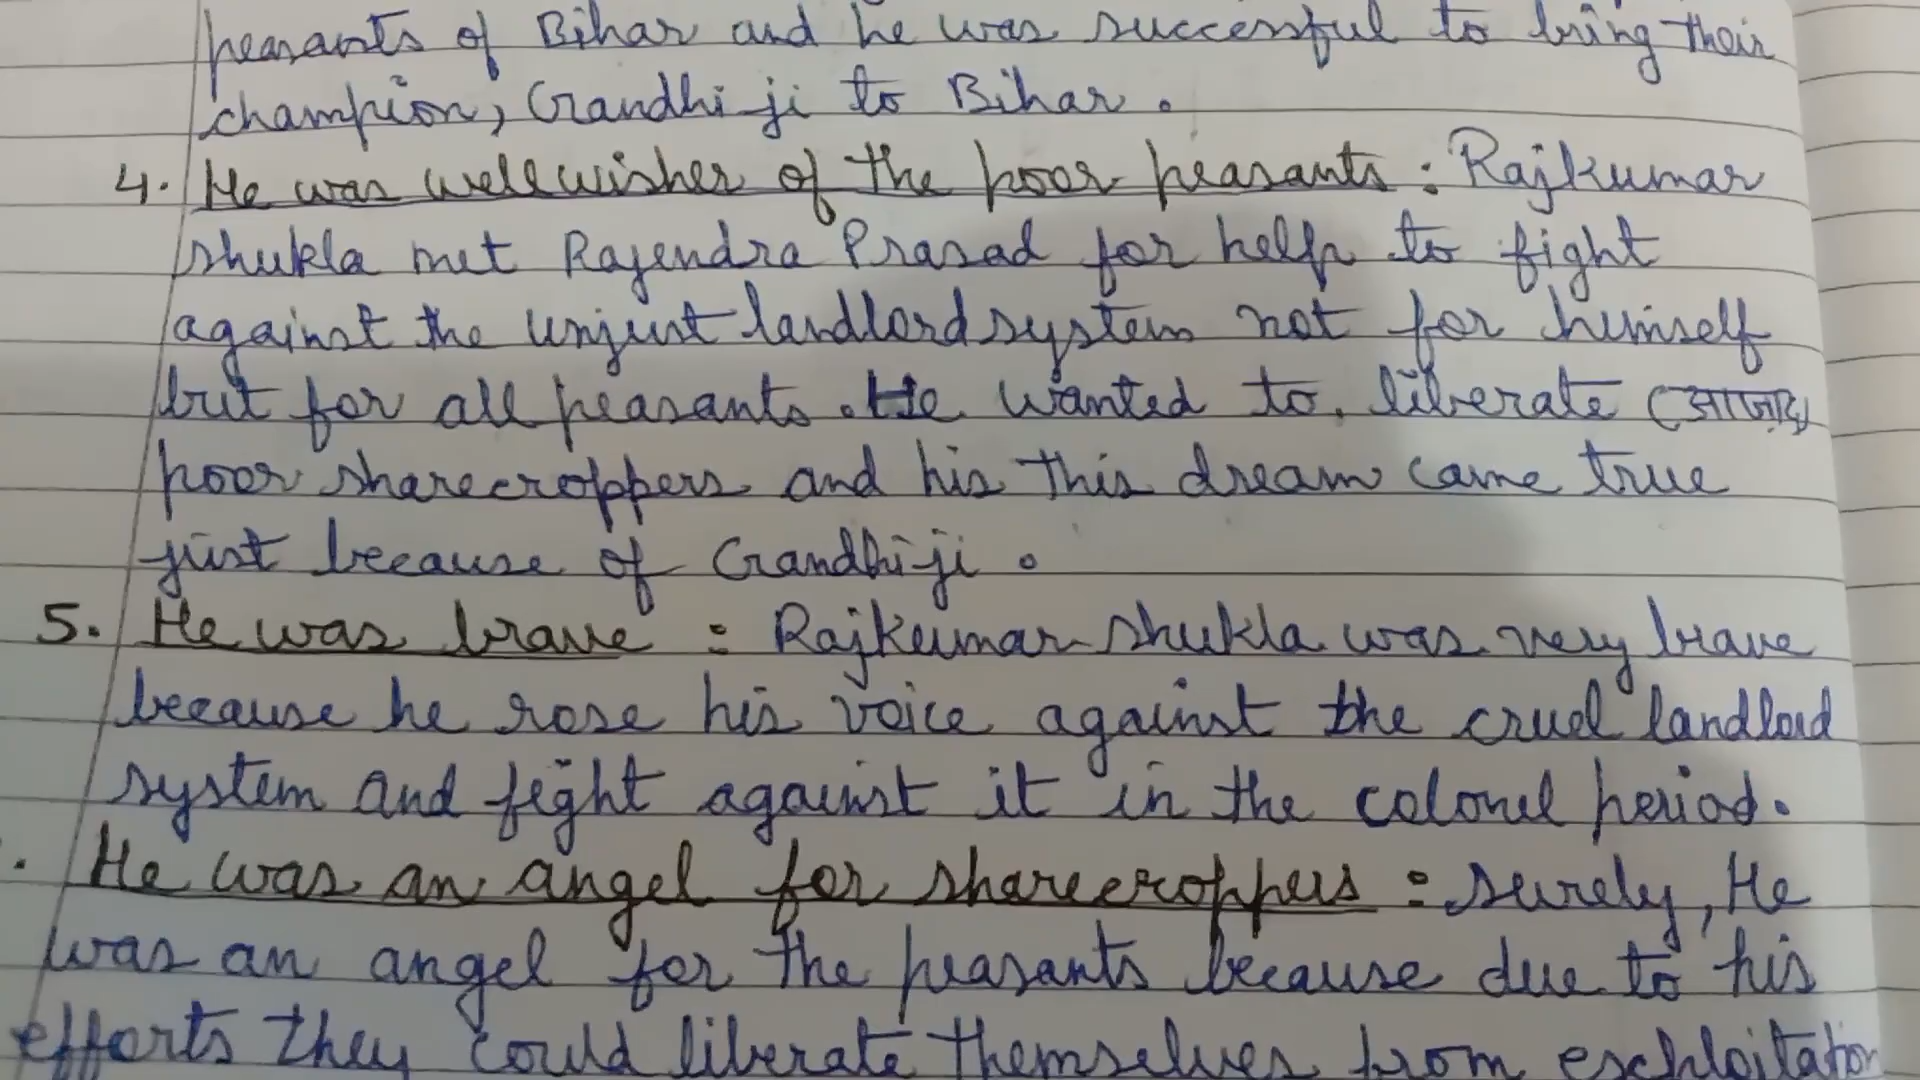 peasants of Bihar and he was successful to bring their
champion, Gandhi ji to Bihar.
4. He was wellwisher of the poor peasants : Rajkumar
shukla met Rajendra Prasad for help to fight
against the unjust landlord system not for himself
but for all peasants. He wanted to liberate (आजाद)
poor sharecroppers and his this dream came true
just because of Gandhiji.
5. He was brave : Rajkumar shukla was very brave
because he rose his voice against the cruel landlord
system and fight against it in the colonel period.
. He was an angel for sharecroppers : surely, He
was an angel for the peasants because due to his
efforts they could liberate themselves from exchloitation